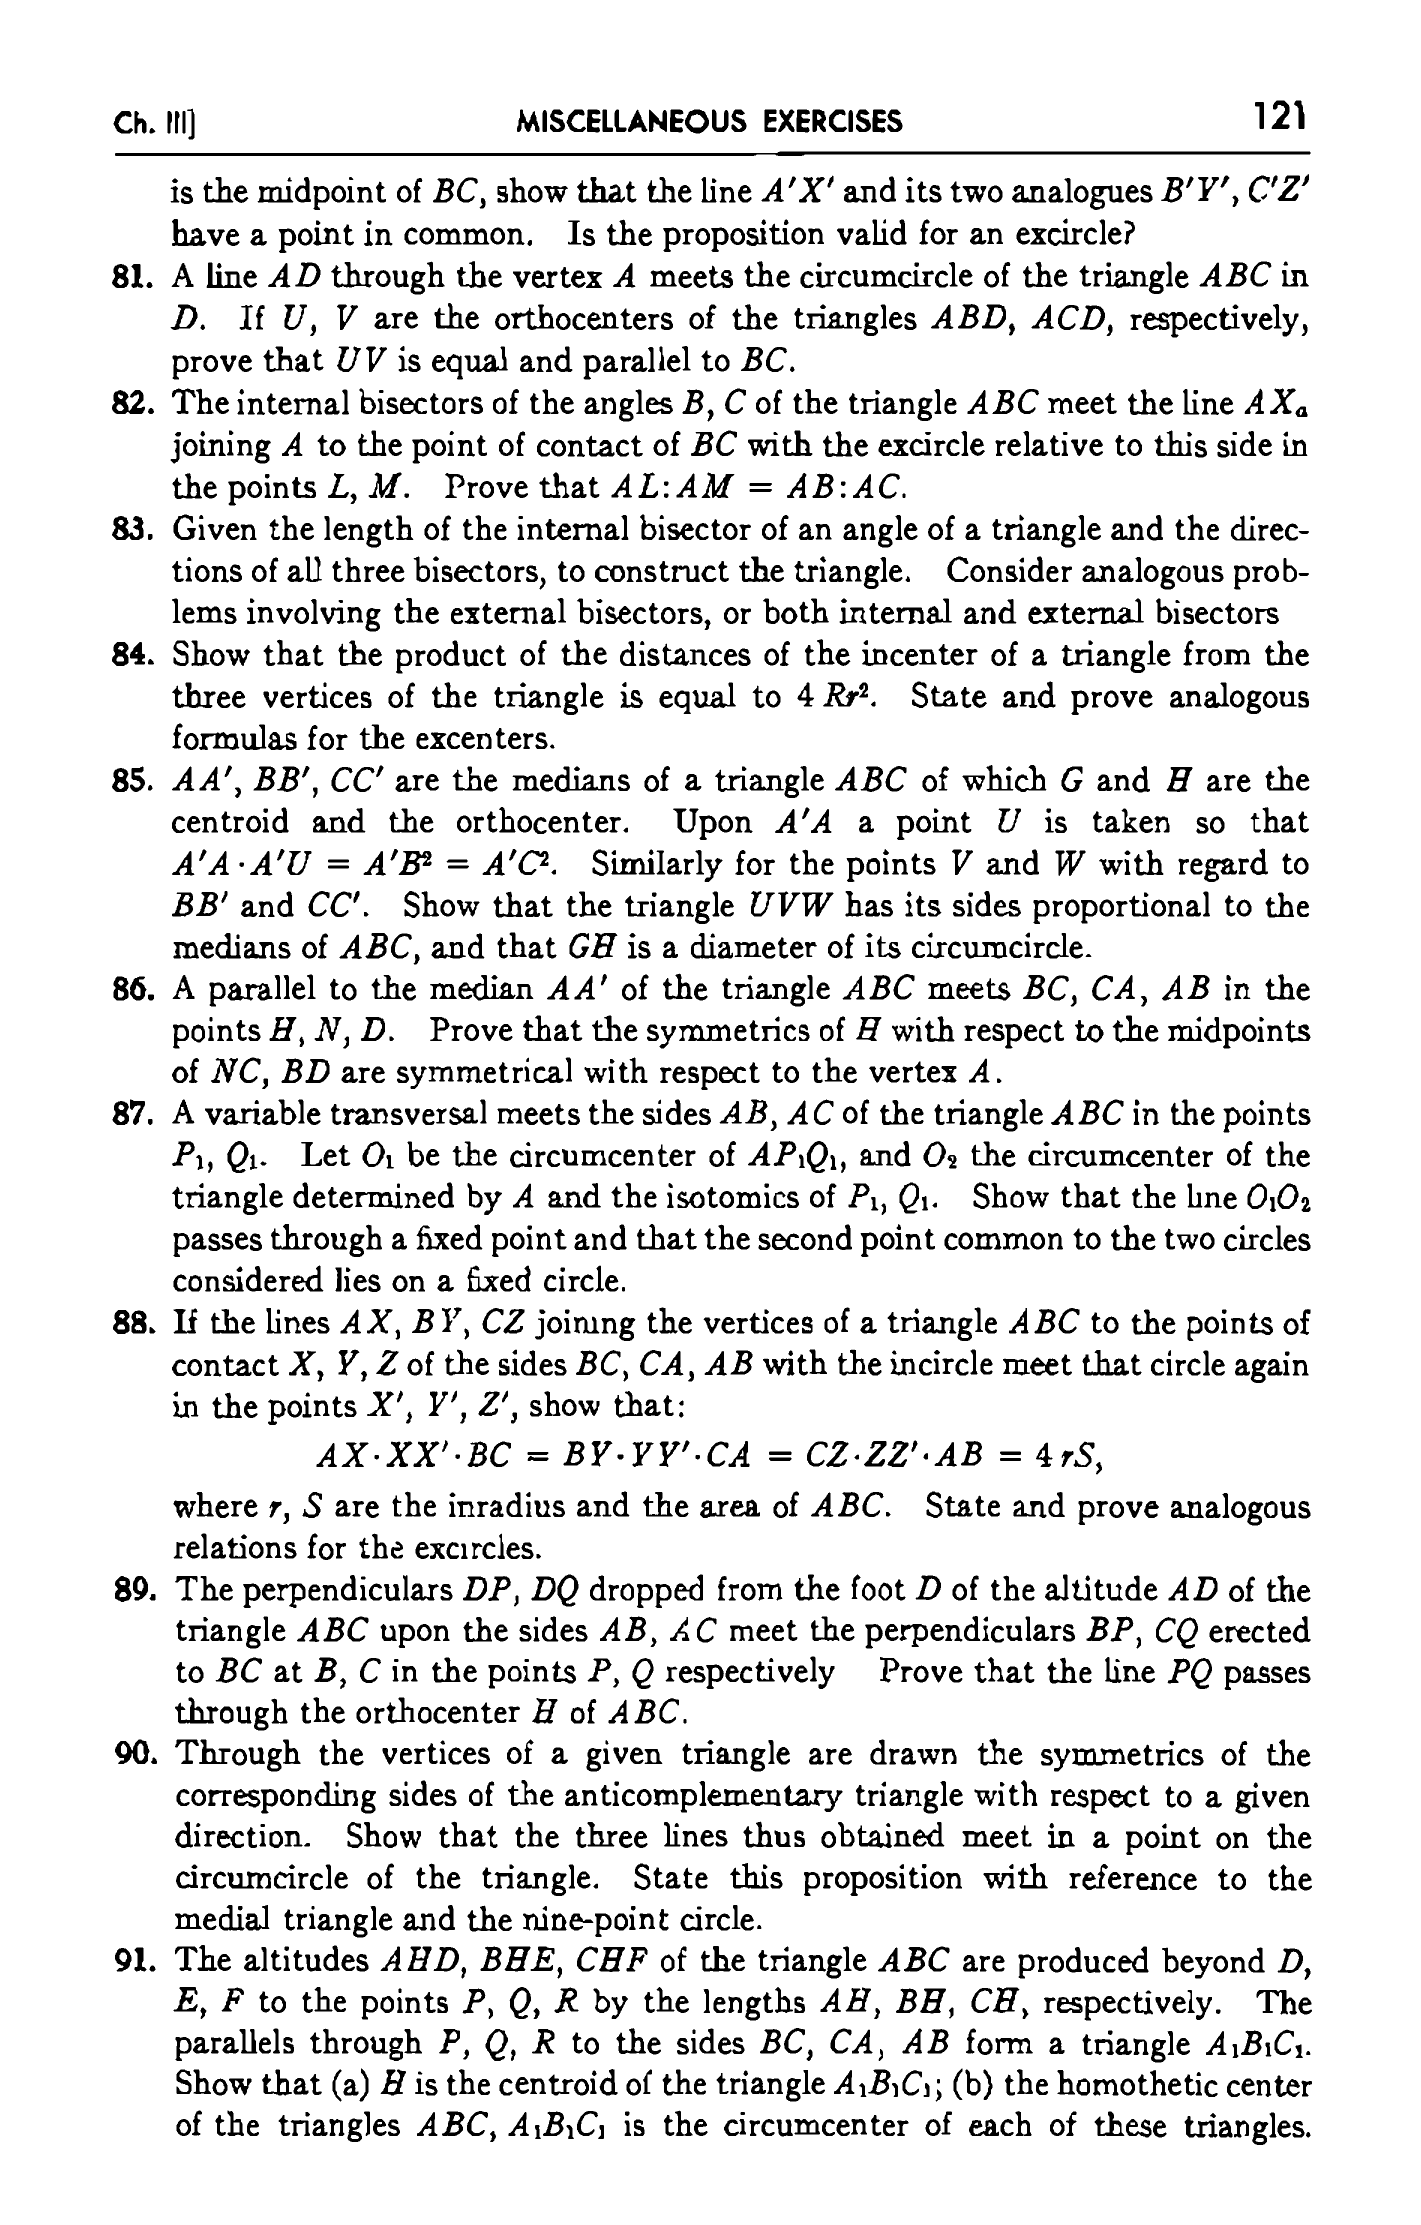 Ch. III] MISCELLANEOUS EXERCISES 121
is the midpoint of BC, show that the line A′X′ and its two analogues B′Y′, C′Z′
have a point in common. Is the proposition valid for an excircle?
81. A line AD through the vertex A meets the circumcircle of the triangle ABC in
D. If U, V are the orthocenters of the triangles ABD, ACD, respectively,
prove that UV is equal and parallel to BC.
82. The internal bisectors of the angles B, C of the triangle ABC meet the line AXₐ
joining A to the point of contact of BC with the excircle relative to this side in
the points L, M. Prove that AL:AM = AB:AC.
83. Given the length of the internal bisector of an angle of a triangle and the direc-
tions of all three bisectors, to construct the triangle. Consider analogous prob-
lems involving the external bisectors, or both internal and external bisectors
84. Show that the product of the distances of the incenter of a triangle from the
three vertices of the triangle is equal to 4 Rr². State and prove analogous
formulas for the excenters.
85. AA′, BB′, CC′ are the medians of a triangle ABC of which G and H are the
centroid and the orthocenter. Upon A′A a point U is taken so that
A′A·A′U = A′B² = A′C². Similarly for the points V and W with regard to
BB′ and CC′. Show that the triangle UVW has its sides proportional to the
medians of ABC, and that GH is a diameter of its circumcircle.
86. A parallel to the median AA′ of the triangle ABC meets BC, CA, AB in the
points H, N, D. Prove that the symmetrics of H with respect to the midpoints
of NC, BD are symmetrical with respect to the vertex A.
87. A variable transversal meets the sides AB, AC of the triangle ABC in the points
P₁, Q₁. Let O₁ be the circumcenter of AP₁Q₁, and O₂ the circumcenter of the
triangle determined by A and the isotomics of P₁, Q₁. Show that the line O₁O₂
passes through a fixed point and that the second point common to the two circles
considered lies on a fixed circle.
88. If the lines AX, BY, CZ joining the vertices of a triangle ABC to the points of
contact X, Y, Z of the sides BC, CA, AB with the incircle meet that circle again
in the points X′, Y′, Z′, show that:
AX·XX′·BC = BY·YY′·CA = CZ·ZZ′·AB = 4 rS,
where r, S are the inradius and the area of ABC. State and prove analogous
relations for the excircles.
89. The perpendiculars DP, DQ dropped from the foot D of the altitude AD of the
triangle ABC upon the sides AB, AC meet the perpendiculars BP, CQ erected
to BC at B, C in the points P, Q respectively Prove that the line PQ passes
through the orthocenter H of ABC.
90. Through the vertices of a given triangle are drawn the symmetrics of the
corresponding sides of the anticomplementary triangle with respect to a given
direction. Show that the three lines thus obtained meet in a point on the
circumcircle of the triangle. State this proposition with reference to the
medial triangle and the nine-point circle.
91. The altitudes AHD, BHE, CHF of the triangle ABC are produced beyond D,
E, F to the points P, Q, R by the lengths AH, BH, CH, respectively. The
parallels through P, Q, R to the sides BC, CA, AB form a triangle A₁B₁C₁.
Show that (a) H is the centroid of the triangle A₁B₁C₁; (b) the homothetic center
of the triangles ABC, A₁B₁C₁ is the circumcenter of each of these triangles.